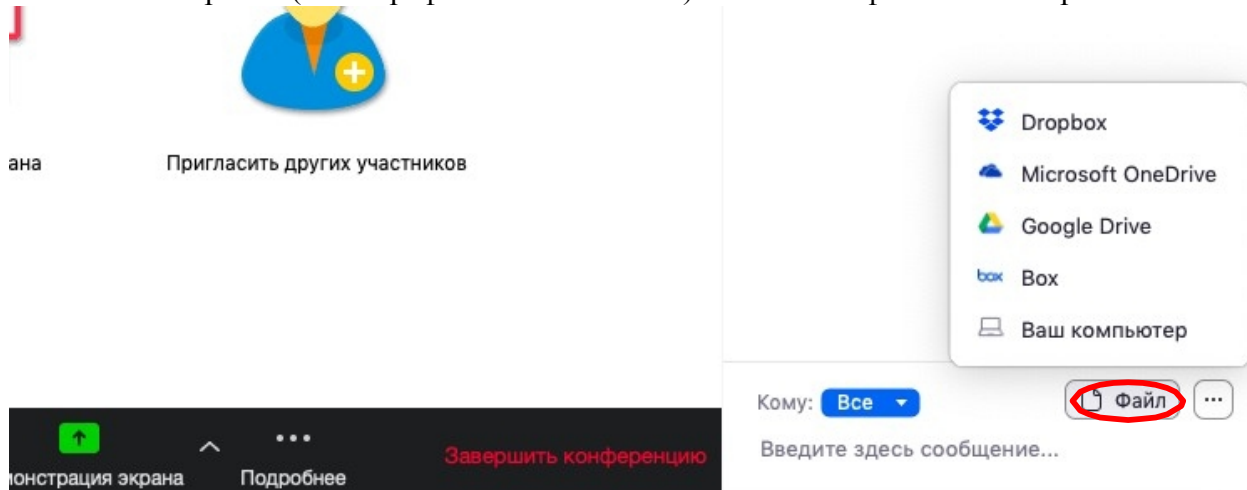 ана
Пригласить других участников
Dropbox
Microsoft OneDrive
Google Drive
box Box
Ваш компьютер
Кому: Все
Файл
Введите здесь сообщение...
онстрация экрана
Подробнее
Завершить конференцию